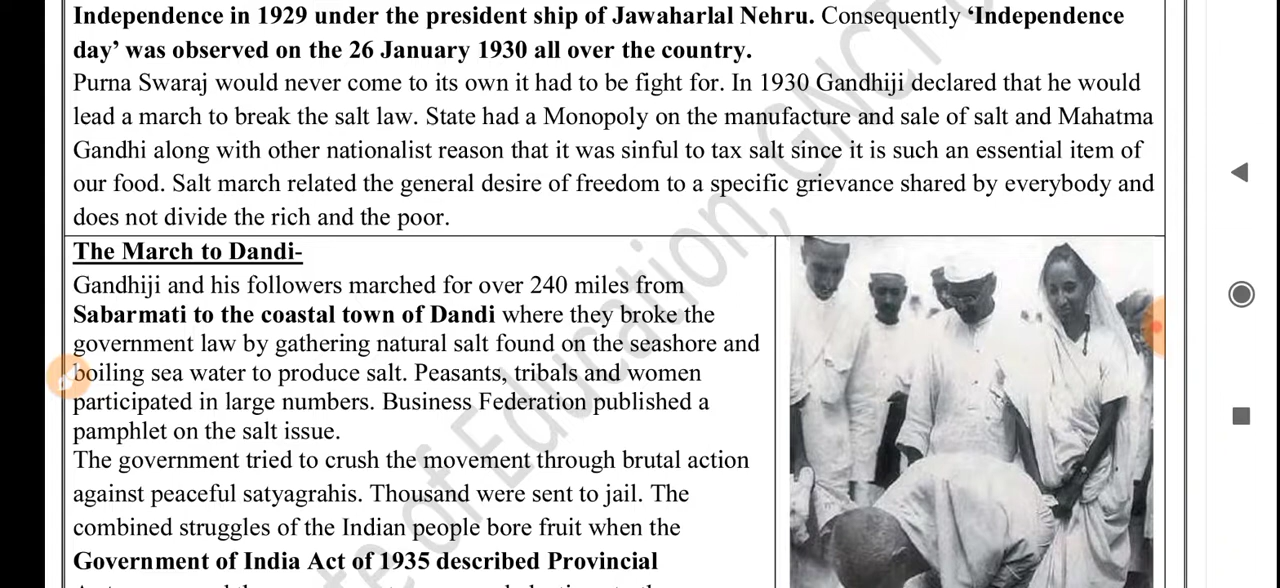 Independence in 1929 under the president ship of Jawaharlal Nehru. Consequently ‘Independence
day’ was observed on the 26 January 1930 all over the country.
Purna Swaraj would never come to its own it had to be fight for. In 1930 Gandhiji declared that he would
lead a march to break the salt law. State had a Monopoly on the manufacture and sale of salt and Mahatma
Gandhi along with other nationalist reason that it was sinful to tax salt since it is such an essential item of
our food. Salt march related the general desire of freedom to a specific grievance shared by everybody and
does not divide the rich and the poor.
The March to Dandi-
Gandhiji and his followers marched for over 240 miles from
Sabarmati to the coastal town of Dandi where they broke the
government law by gathering natural salt found on the seashore and
boiling sea water to produce salt. Peasants, tribals and women
participated in large numbers. Business Federation published a
pamphlet on the salt issue.
The government tried to crush the movement through brutal action
against peaceful satyagrahis. Thousand were sent to jail. The
combined struggles of the Indian people bore fruit when the
Government of India Act of 1935 described Provincial
of Education, GNCT